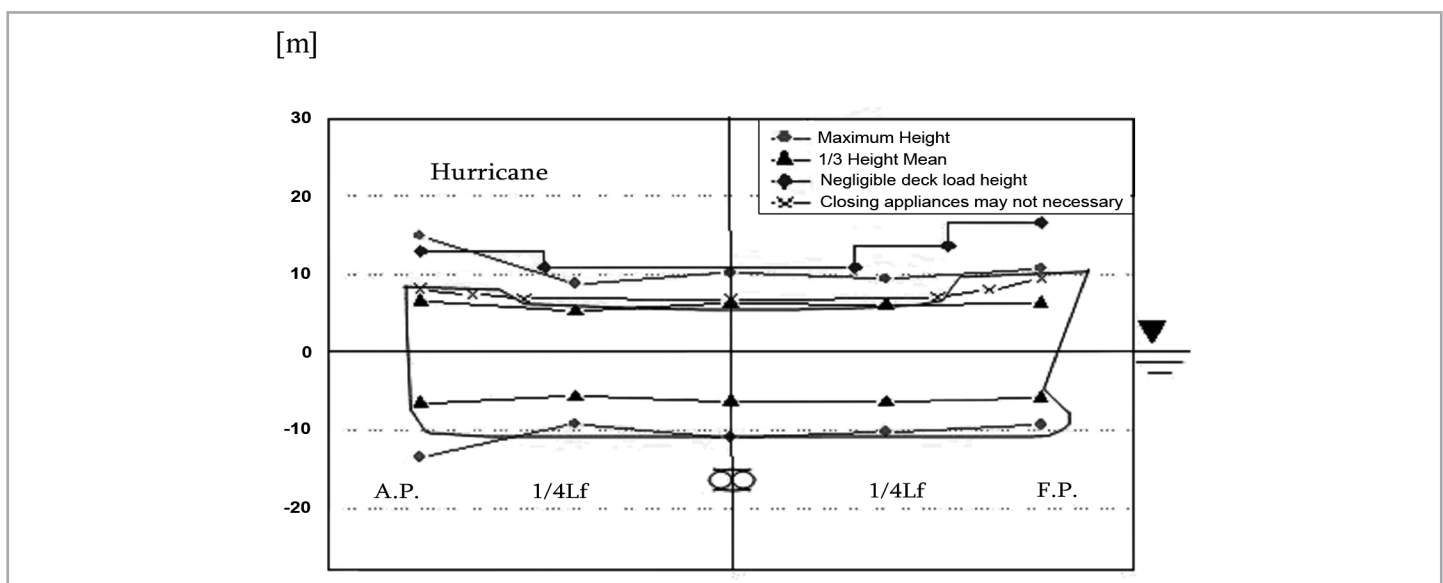 [m]
30
Maximum Height
1/3 Height Mean
Hurricane
Negligible deck load height
20
Closing appliances may not necessary
10
0
-10
A.P. 1/4Lf 1/4Lf F.P.
-20